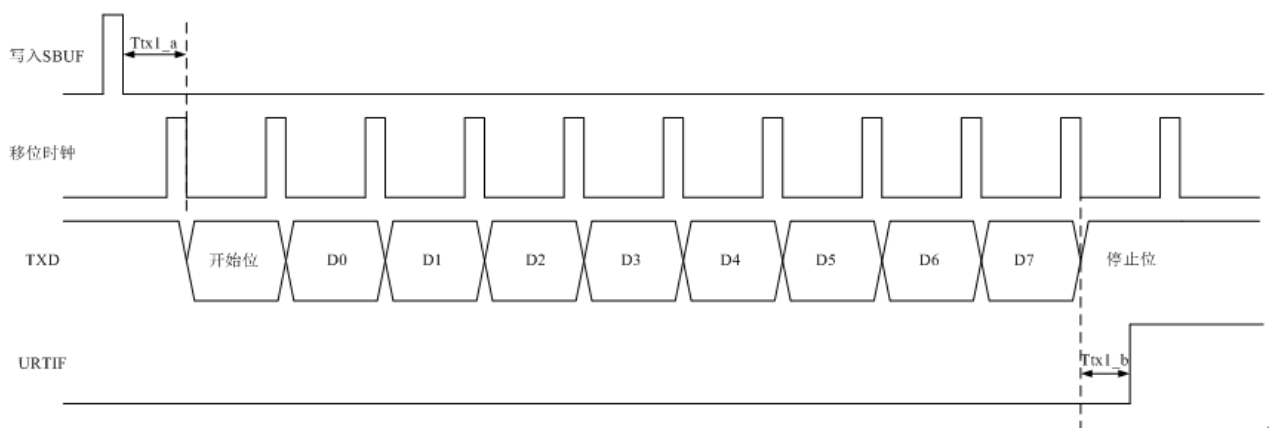 Ttx1_a
写入SBUF
移位时钟
TXD 开始位 D0 D1 D2 D3 D4 D5 D6 D7 停止位
URTIF Ttx1_b